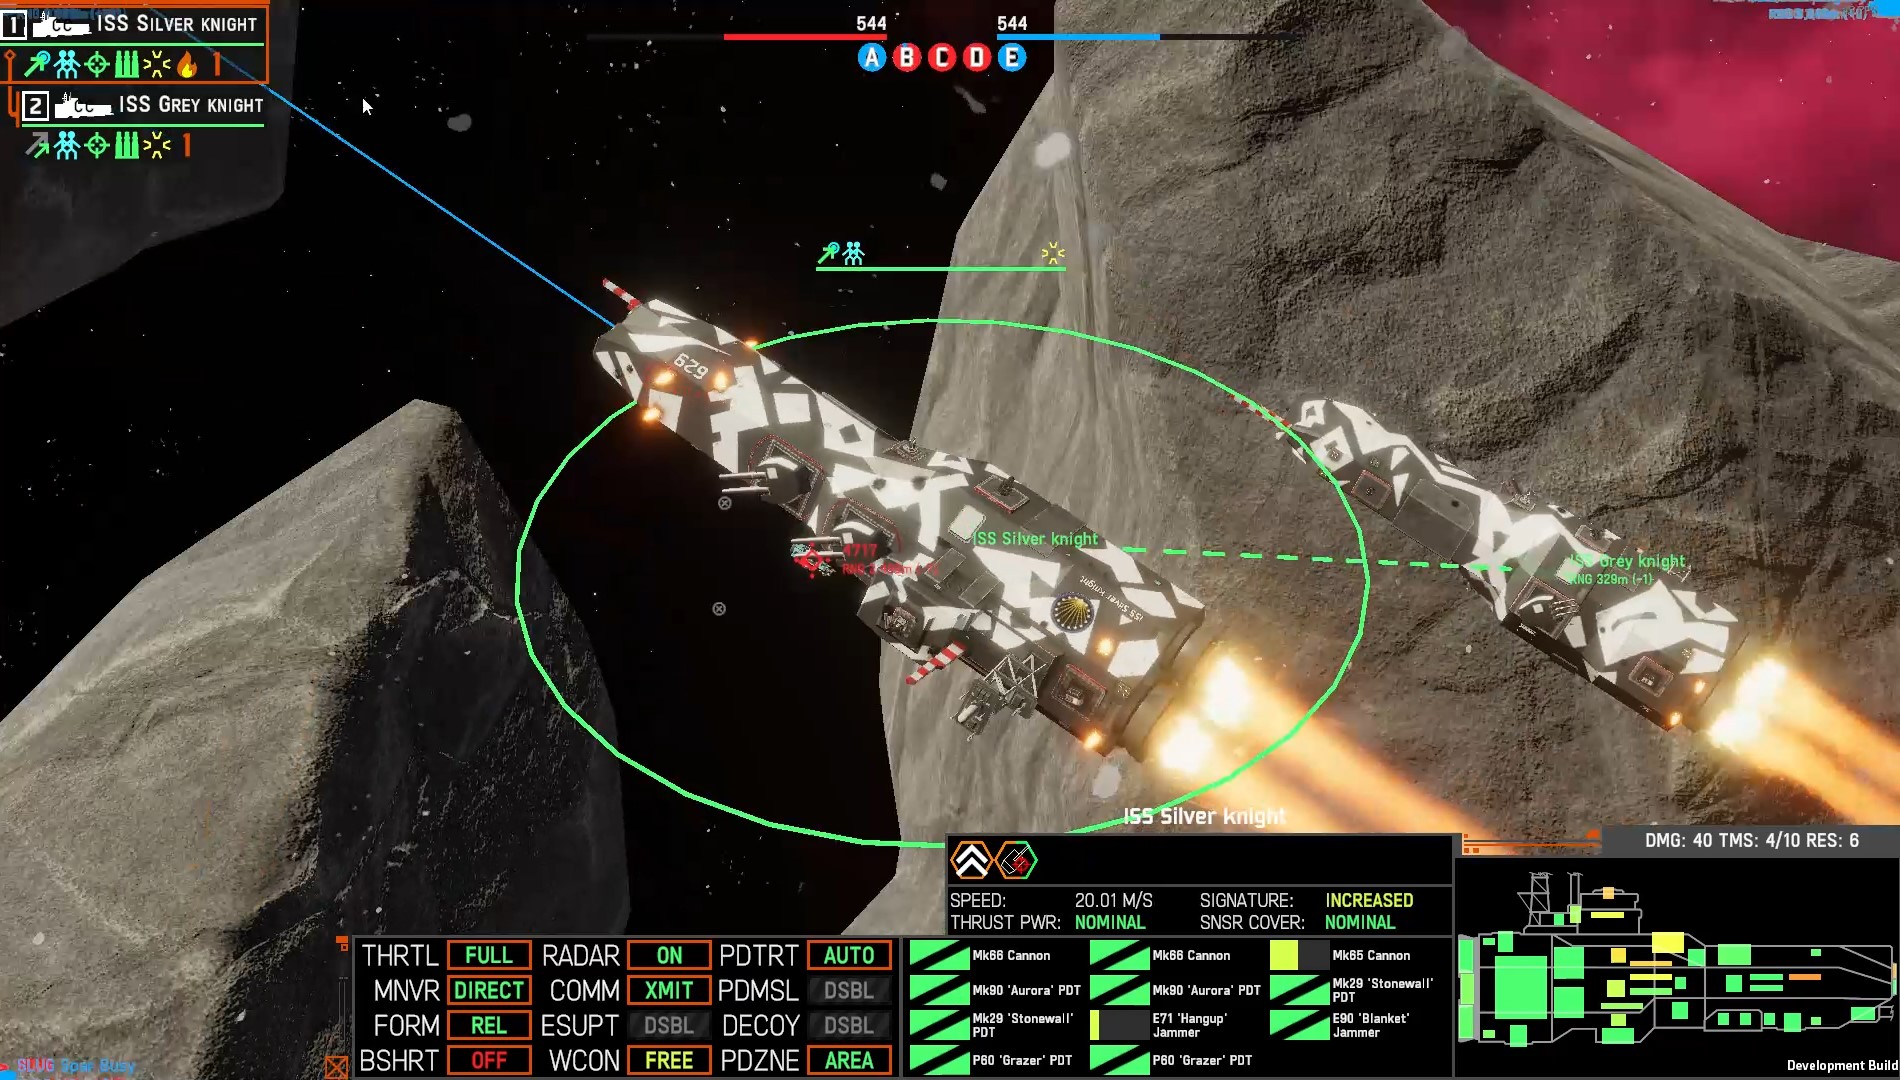 1 ISS Silver knight
1
2 ISS Grey knight
1
544 544
A B C D E
629
4717
ISS Silver knight
ISS Silver knight
ISS Grey knight
RNG 329m (-1)
ISS Silver knight
SPEED: 20.01 M/S SIGNATURE: INCREASED
THRUST PWR: NOMINAL SNSR COVER: NOMINAL
DMG: 40 TMS: 4/10 RES: 6
THRTL FULL RADAR ON PDTRT AUTO
MNVR DIRECT COMM XMIT PDMSL DSBL
FORM REL ESUPT DSBL DECOY DSBL
BSHRT OFF WCON FREE PDZNE AREA
Mk66 Cannon Mk66 Cannon Mk65 Cannon
Mk90 'Aurora' PDT Mk90 'Aurora' PDT Mk29 'Stonewall' PDT
Mk29 'Stonewall' PDT E71 'Hangup' Jammer E90 'Blanket' Jammer
P60 'Grazer' PDT P60 'Grazer' PDT
Development Build